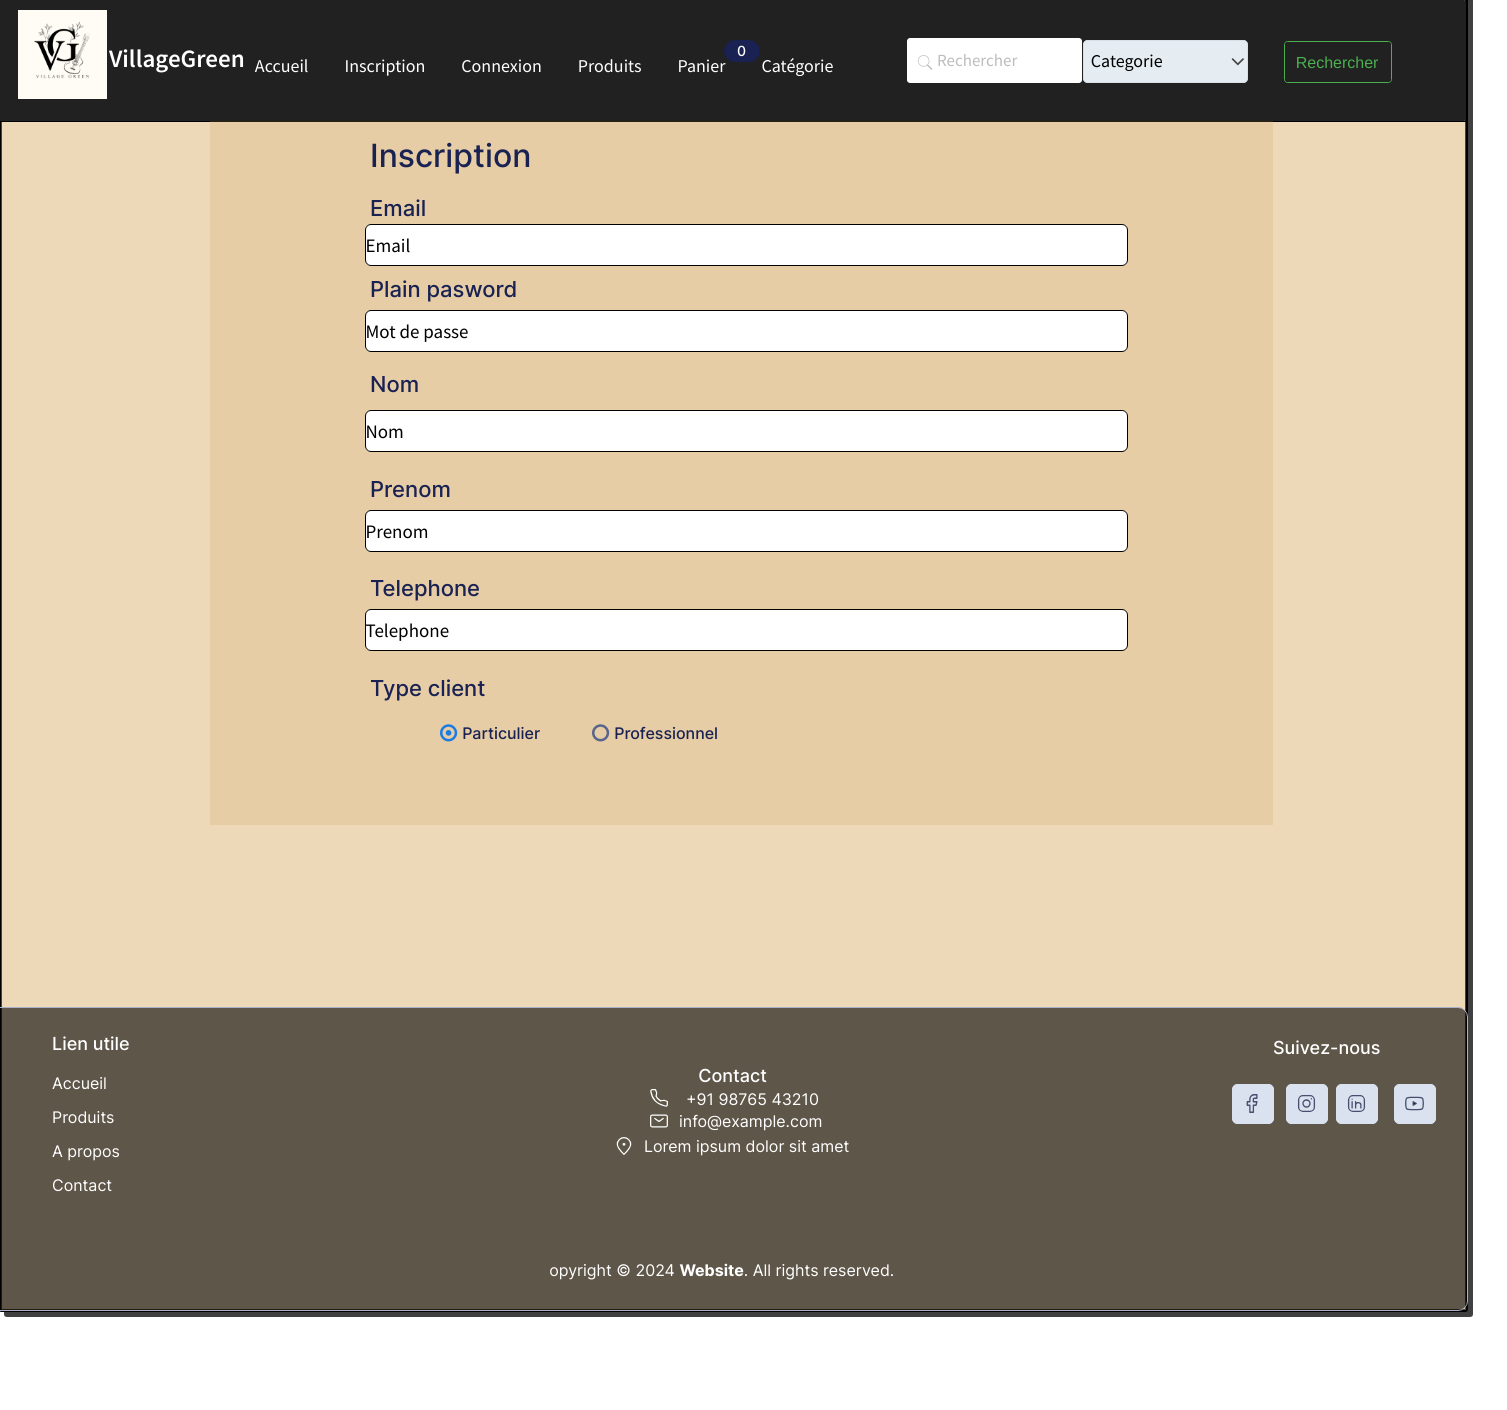 VG
VILLAGE GREEN
VillageGreen
Accueil
Inscription
Connexion
Produits
Panier
0
Catégorie
Rechercher
Categorie
Rechercher
Inscription
Email
Email
Plain pasword
Mot de passe
Nom
Nom
Prenom
Prenom
Telephone
Telephone
Type client
Particulier
Professionnel
Lien utile
Accueil
Produits
A propos
Contact
Contact
+91 98765 43210
info@example.com
Lorem ipsum dolor sit amet
Suivez-nous
opyright © 2024 Website. All rights reserved.